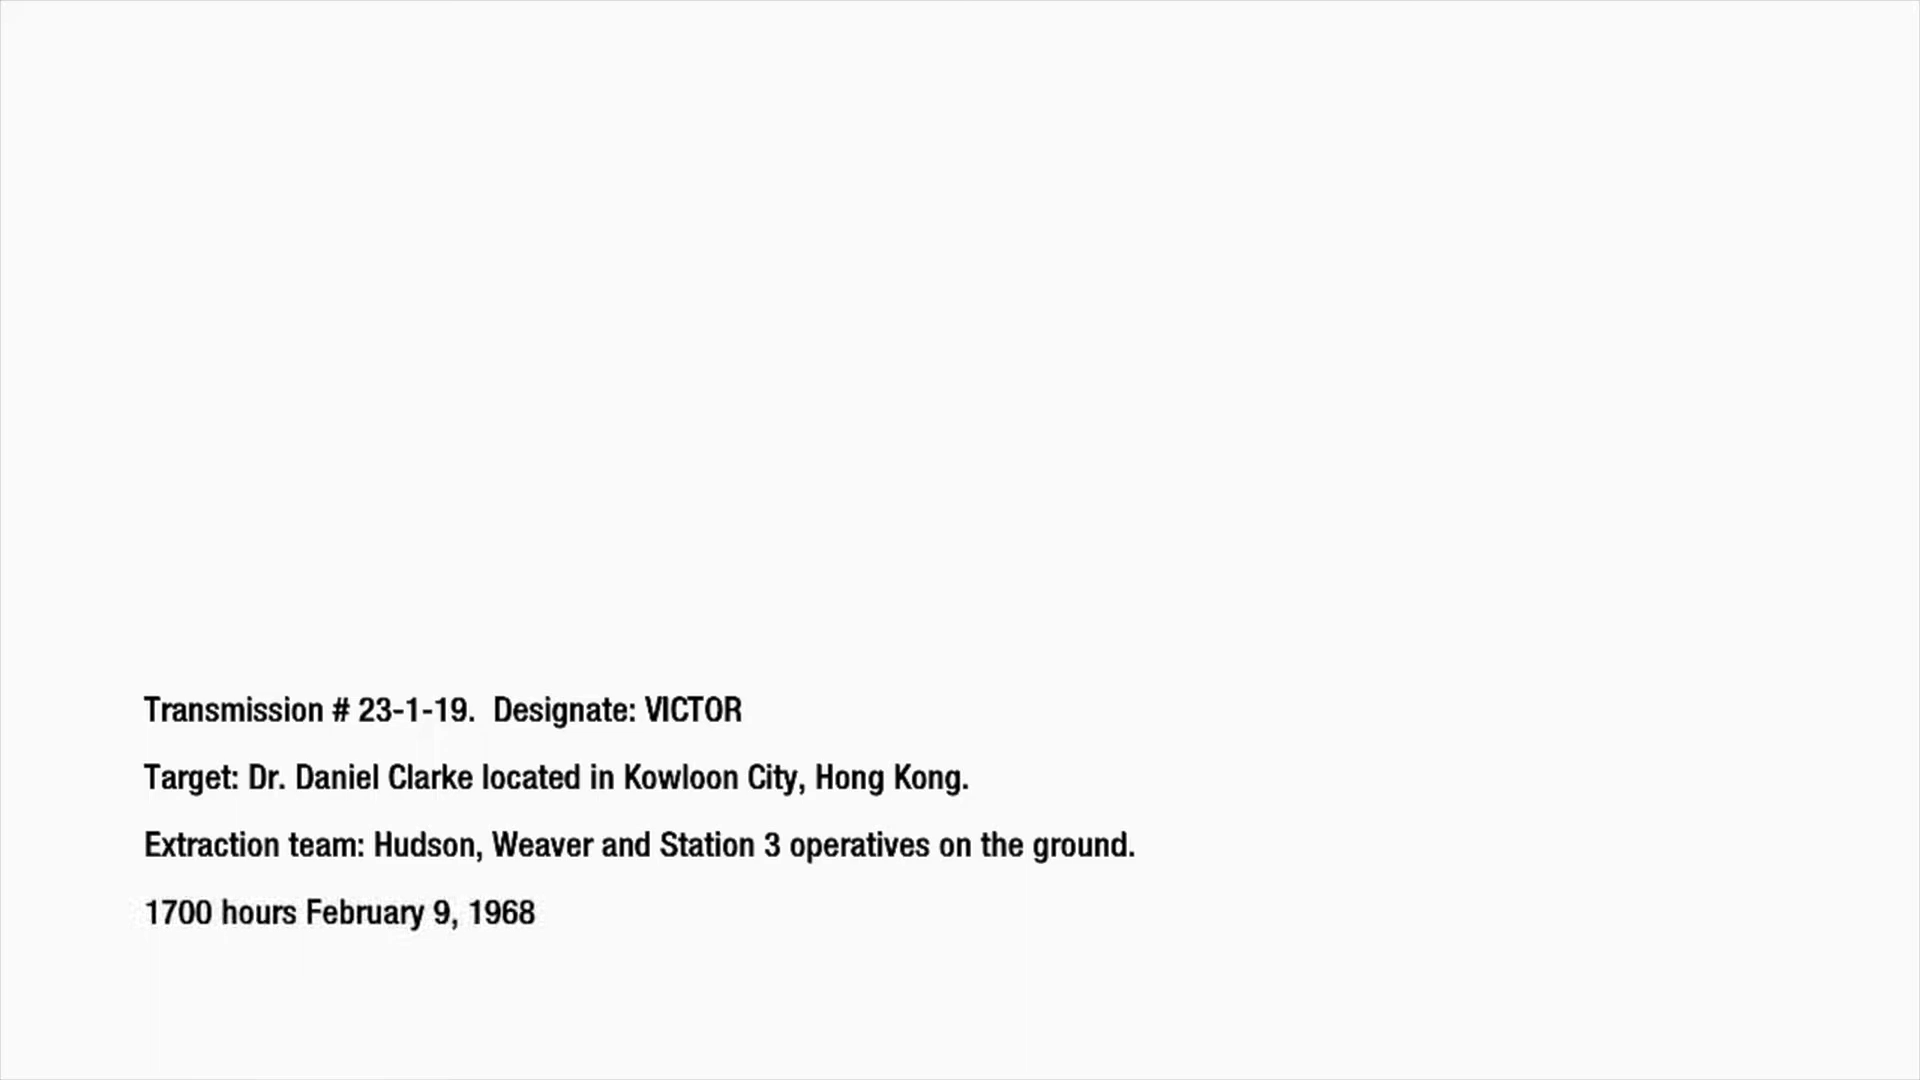 Transmission # 23-1-19.  Designate: VICTOR
Target: Dr. Daniel Clarke located in Kowloon City, Hong Kong.
Extraction team: Hudson, Weaver and Station 3 operatives on the ground.
1700 hours February 9, 1968